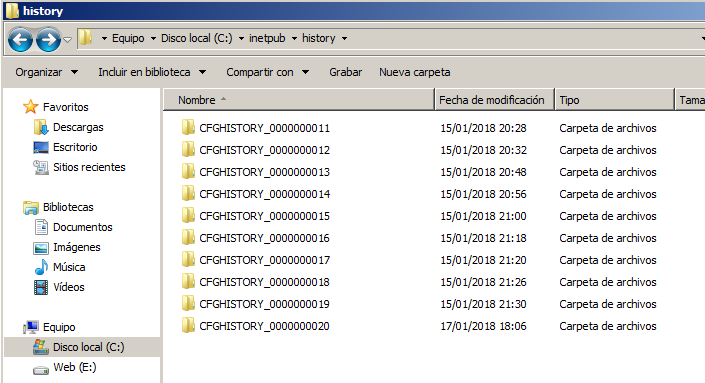 history
Equipo Disco local (C:) inetpub history
Organizar Incluir en biblioteca Compartir con Grabar Nueva carpeta
Favoritos
Descargas
Escritorio
Sitios recientes
Bibliotecas
Documentos
Imágenes
Música
Vídeos
Equipo
Disco local (C:)
Web (E:)
Nombre Fecha de modificación Tipo Tama
CFGHISTORY_0000000011 15/01/2018 20:28 Carpeta de archivos
CFGHISTORY_0000000012 15/01/2018 20:32 Carpeta de archivos
CFGHISTORY_0000000013 15/01/2018 20:48 Carpeta de archivos
CFGHISTORY_0000000014 15/01/2018 20:56 Carpeta de archivos
CFGHISTORY_0000000015 15/01/2018 21:00 Carpeta de archivos
CFGHISTORY_0000000016 15/01/2018 21:18 Carpeta de archivos
CFGHISTORY_0000000017 15/01/2018 21:20 Carpeta de archivos
CFGHISTORY_0000000018 15/01/2018 21:26 Carpeta de archivos
CFGHISTORY_0000000019 15/01/2018 21:30 Carpeta de archivos
CFGHISTORY_0000000020 17/01/2018 18:06 Carpeta de archivos